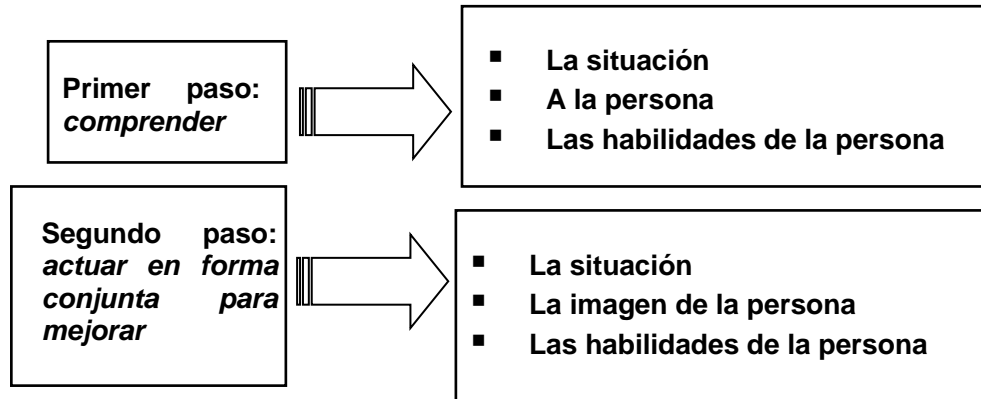 Primer paso:
comprender
▪ La situación
▪ A la persona
▪ Las habilidades de la persona
Segundo paso:
actuar en forma
conjunta para
mejorar
▪ La situación
▪ La imagen de la persona
▪ Las habilidades de la persona